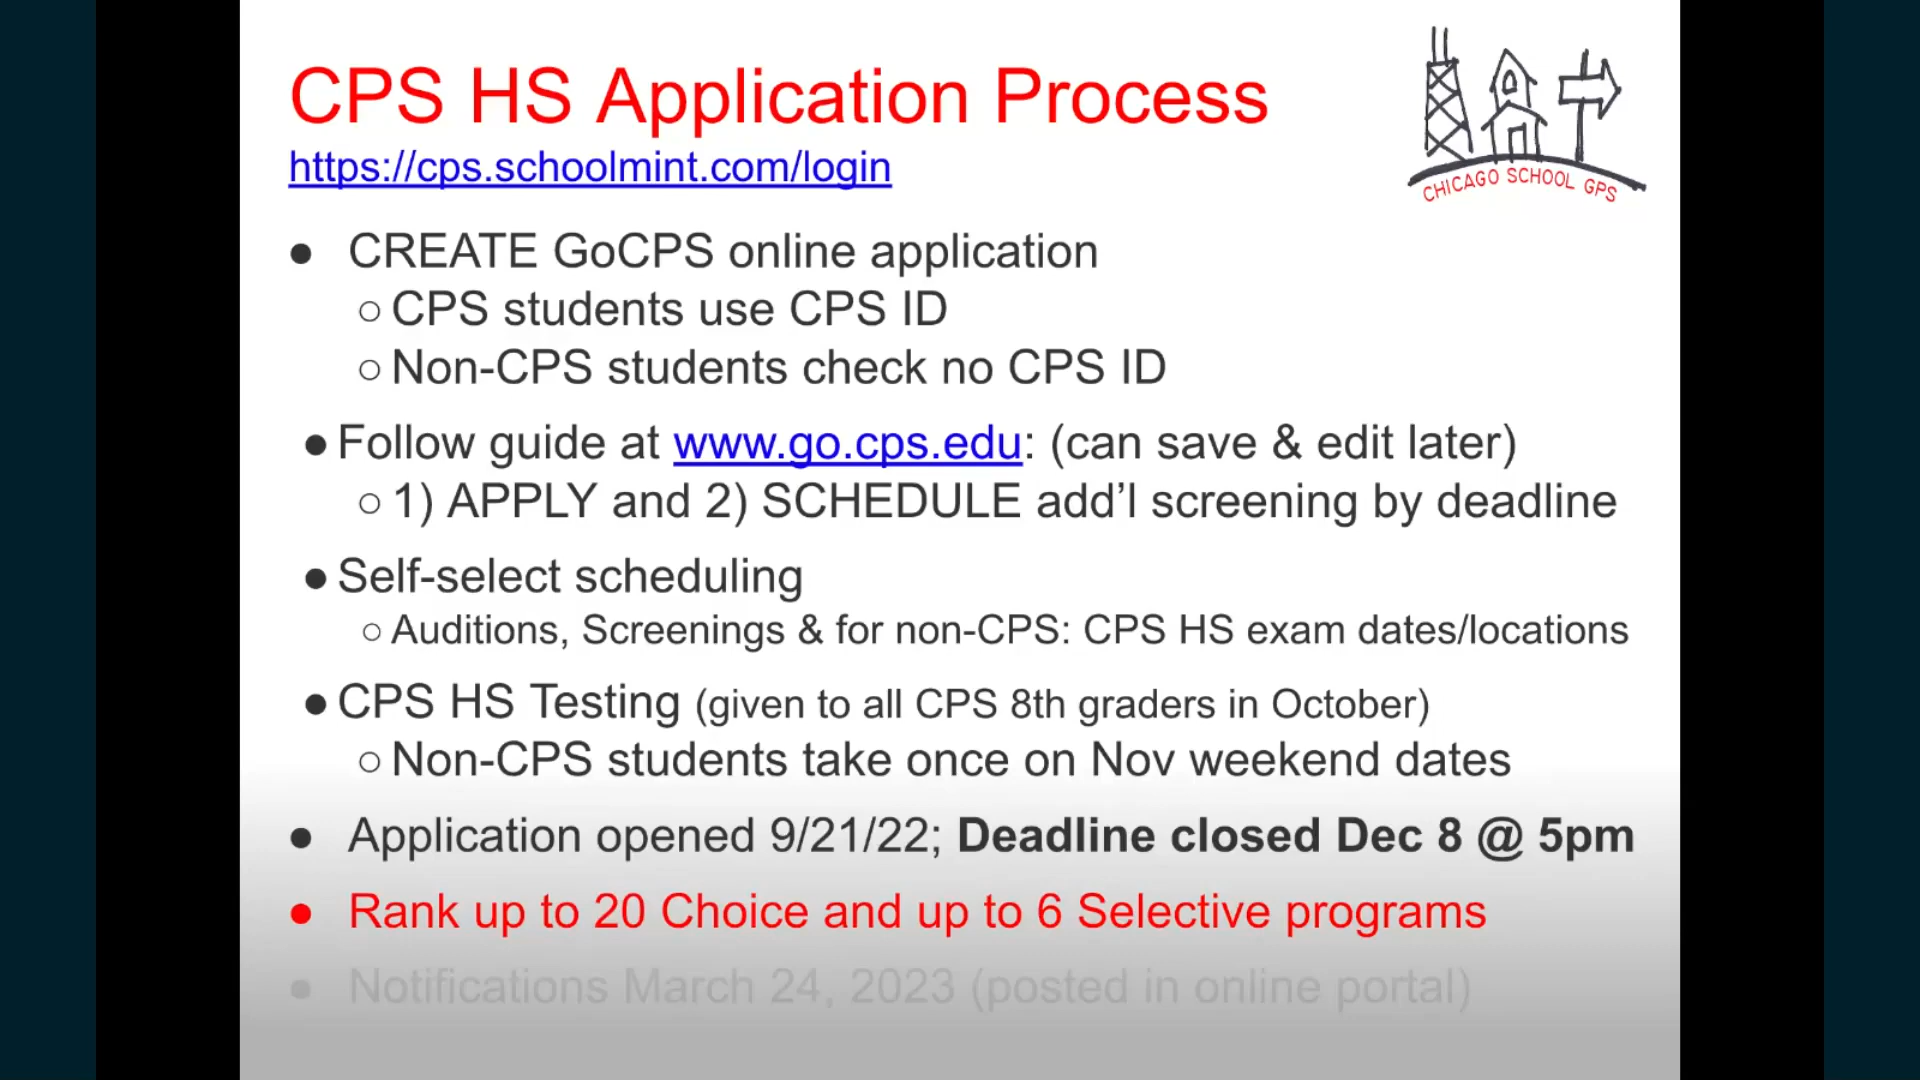 CPS HS Application Process
https://cps.schoolmint.com/login
CHICAGO SCHOOL GPS
● CREATE GoCPS online application
○ CPS students use CPS ID
○ Non-CPS students check no CPS ID
● Follow guide at www.go.cps.edu: (can save & edit later)
○ 1) APPLY and 2) SCHEDULE add’l screening by deadline
● Self-select scheduling
○ Auditions, Screenings & for non-CPS: CPS HS exam dates/locations
● CPS HS Testing (given to all CPS 8th graders in October)
○ Non-CPS students take once on Nov weekend dates
● Application opened 9/21/22; Deadline closed Dec 8 @ 5pm
● Rank up to 20 Choice and up to 6 Selective programs
● Notifications March 24, 2023 (posted in online portal)